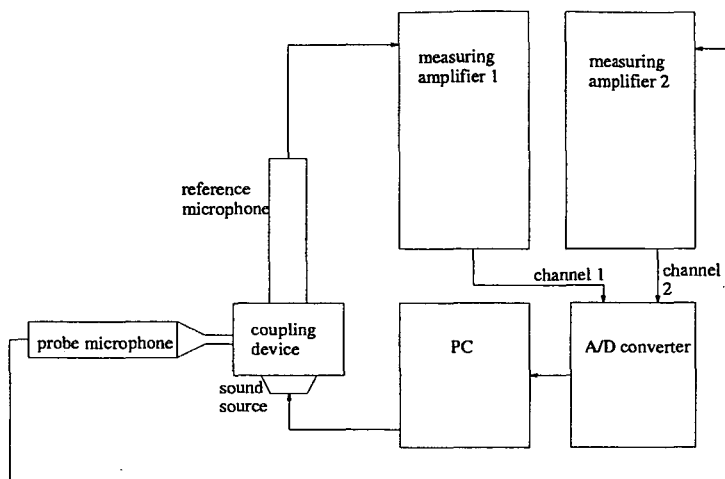 measuring
amplifier 1
measuring
amplifier 2
reference
microphone
channel 1
channel
2
coupling
device
probe microphone
PC
A/D converter
sound
source